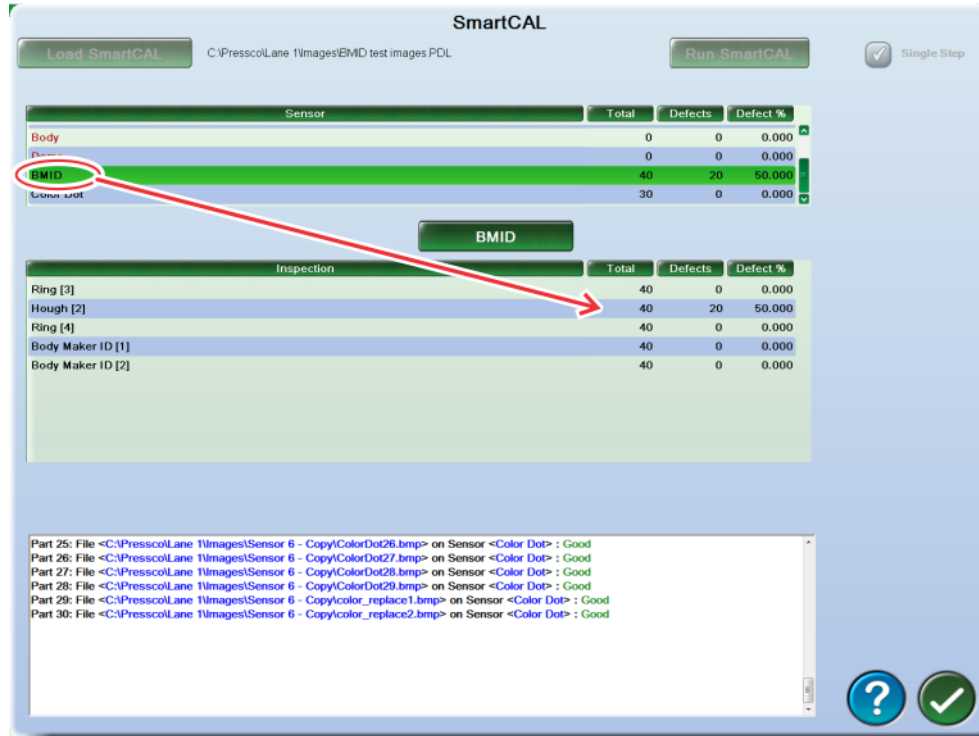 SmartCAL
Load SmartCAL C:\Pressco\Lane 1\Images\BMID test images.PDL Run SmartCAL Single Step
Sensor Total Defects Defect %
Body 0 0 0.000
0 0 0.000
BMID 40 20 50.000
Color Dot 30 0 0.000
BMID
Inspection Total Defects Defect %
Ring [3] 40 0 0.000
Hough [2] 40 20 50.000
Ring [4] 40 0 0.000
Body Maker ID [1] 40 0 0.000
Body Maker ID [2] 40 0 0.000
Part 25: File <C:\Pressco\Lane 1\Images\Sensor 6 - Copy\ColorDot26.bmp> on Sensor <Color Dot> : Good
Part 26: File <C:\Pressco\Lane 1\Images\Sensor 6 - Copy\ColorDot27.bmp> on Sensor <Color Dot> : Good
Part 27: File <C:\Pressco\Lane 1\Images\Sensor 6 - Copy\ColorDot28.bmp> on Sensor <Color Dot> : Good
Part 28: File <C:\Pressco\Lane 1\Images\Sensor 6 - Copy\ColorDot29.bmp> on Sensor <Color Dot> : Good
Part 29: File <C:\Pressco\Lane 1\Images\Sensor 6 - Copy\color_replace1.bmp> on Sensor <Color Dot> : Good
Part 30: File <C:\Pressco\Lane 1\Images\Sensor 6 - Copy\color_replace2.bmp> on Sensor <Color Dot> : Good
?